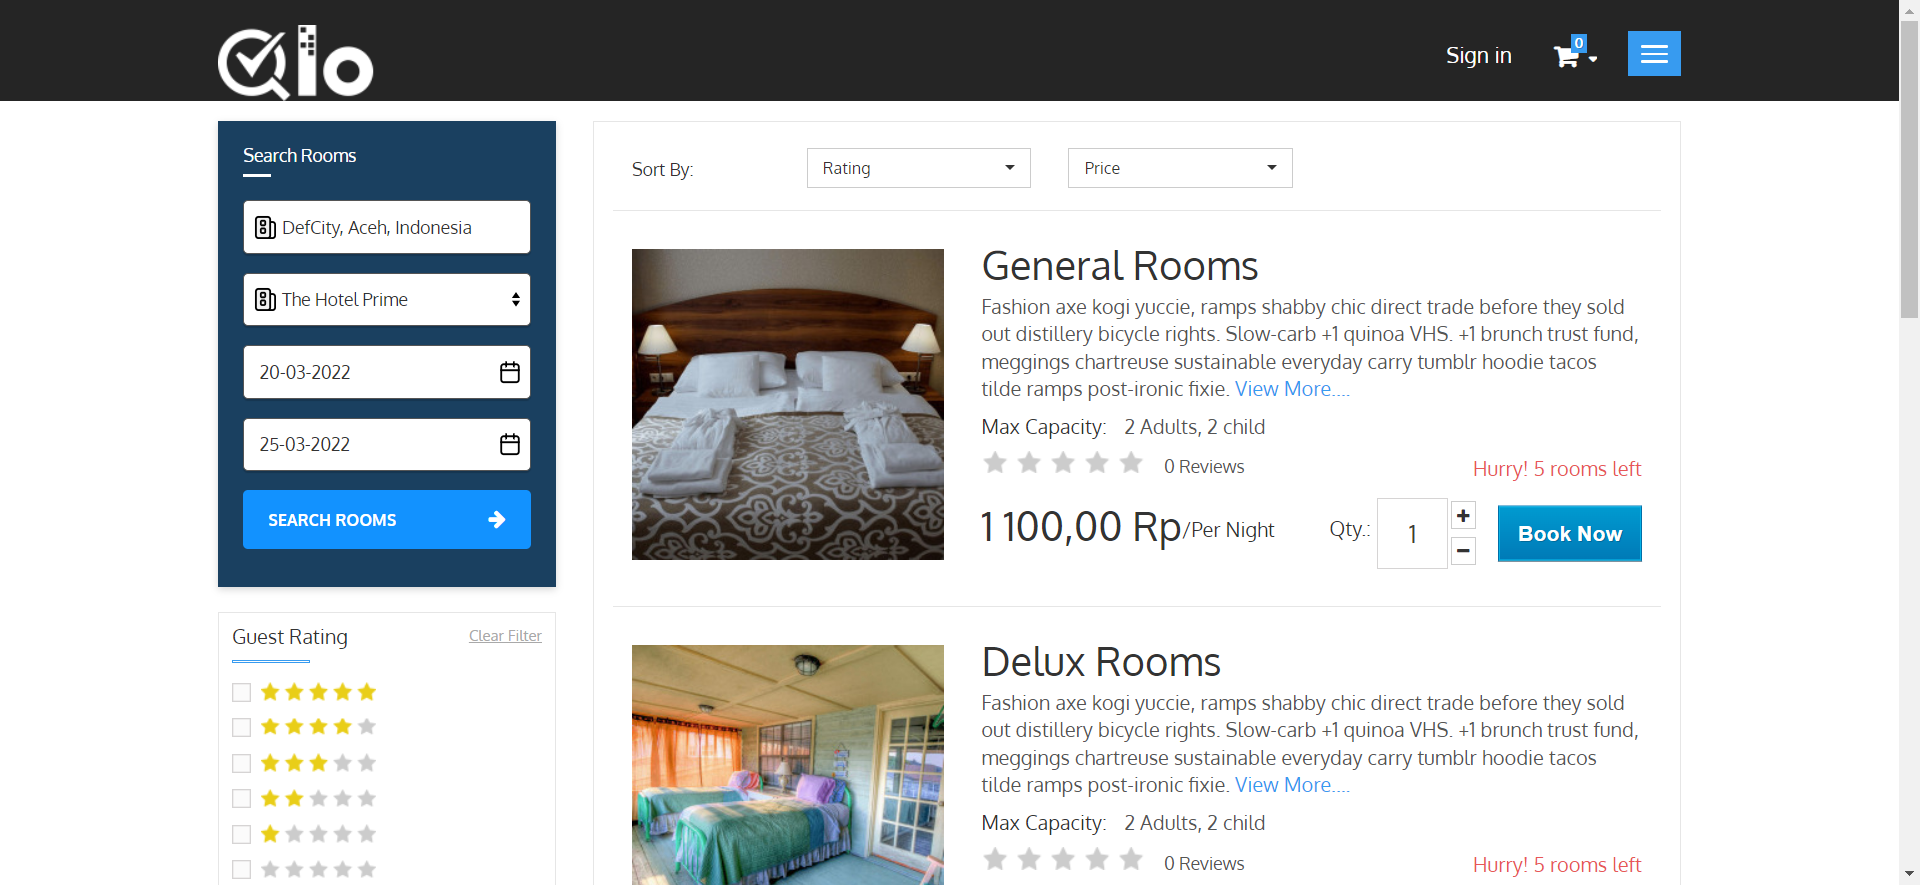 Qlo
Sign in
0
Search Rooms
DefCity, Aceh, Indonesia
The Hotel Prime
20-03-2022
25-03-2022
SEARCH ROOMS
Guest Rating
Clear Filter
Sort By:
Rating
Price
General Rooms
Fashion axe kogi yuccie, ramps shabby chic direct trade before they sold
out distillery bicycle rights. Slow-carb +1 quinoa VHS. +1 brunch trust fund,
meggings chartreuse sustainable everyday carry tumblr hoodie tacos
tilde ramps post-ironic fixie. View More....
Max Capacity: 2 Adults, 2 child
0 Reviews
Hurry! 5 rooms left
1 100,00 Rp/Per Night
Qty.:
1
Book Now
Delux Rooms
Fashion axe kogi yuccie, ramps shabby chic direct trade before they sold
out distillery bicycle rights. Slow-carb +1 quinoa VHS. +1 brunch trust fund,
meggings chartreuse sustainable everyday carry tumblr hoodie tacos
tilde ramps post-ironic fixie. View More....
Max Capacity: 2 Adults, 2 child
0 Reviews
Hurry! 5 rooms left